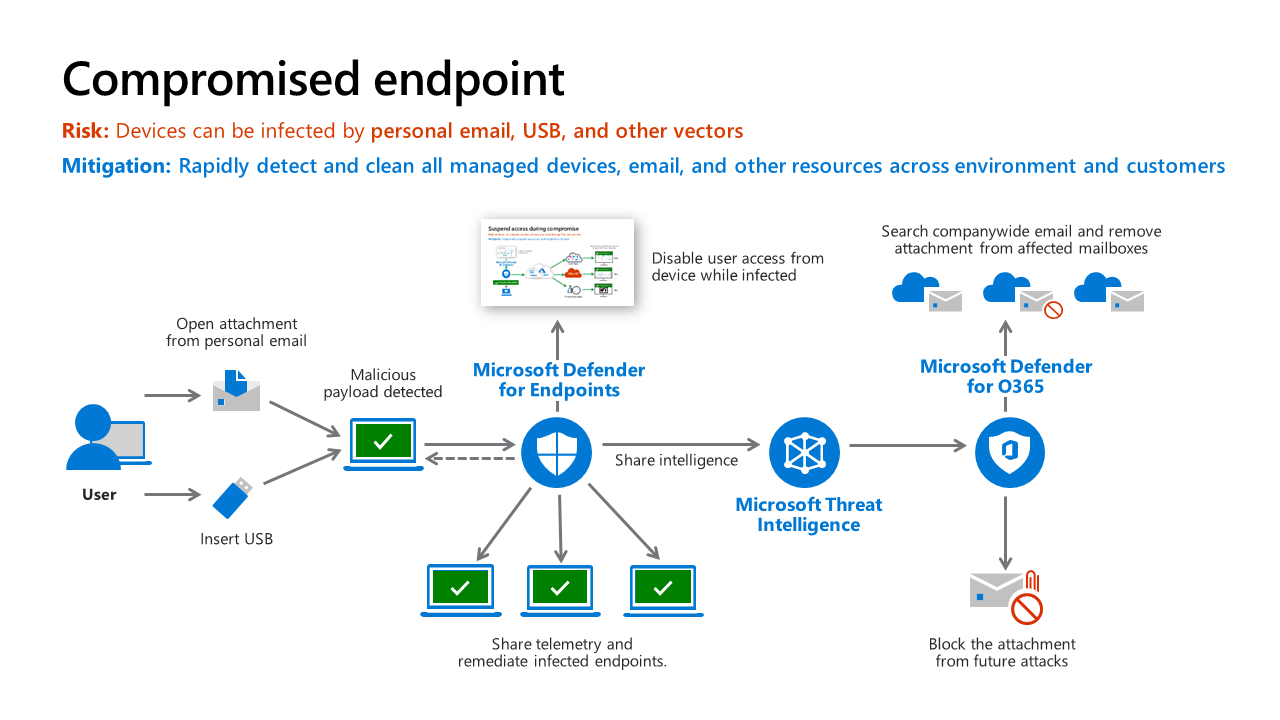 Compromised endpoint
Risk: Devices can be infected by personal email, USB, and other vectors
Mitigation: Rapidly detect and clean all managed devices, email, and other resources across environment and customers
Suspend access during compromise
Disable user access from
device while infected
Search companywide email and remove
attachment from affected mailboxes
Open attachment
from personal email
Malicious
payload detected
Microsoft Defender
for Endpoints
Microsoft Defender
for O365
Share intelligence
User
Insert USB
Microsoft Threat
Intelligence
Share telemetry and
remediate infected endpoints.
Block the attachment
from future attacks